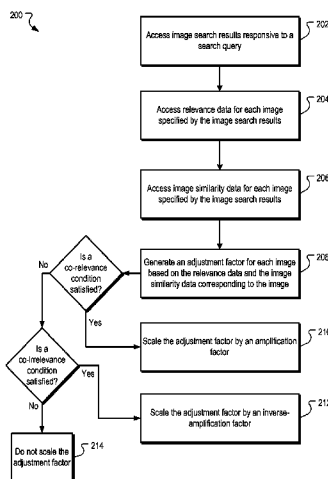 200
Access image search results responsive to a
search query
202
Access relevance data for each image
specified by the image search results
204
Access image similarity data for each image
specified by the image search results
206
Generate an adjustment factor for each image
based on the relevance data and the image
similarity data corresponding to the image
208
Is a
co-relevance
condition
satisfied?
No
Yes
Scale the adjustment factor by an amplification
factor
216
Is a
co-irrelevance
condition
satisfied?
Yes
No
Scale the adjustment factor by an inverse-
amplification factor
212
Do not scale the
adjustment factor
214